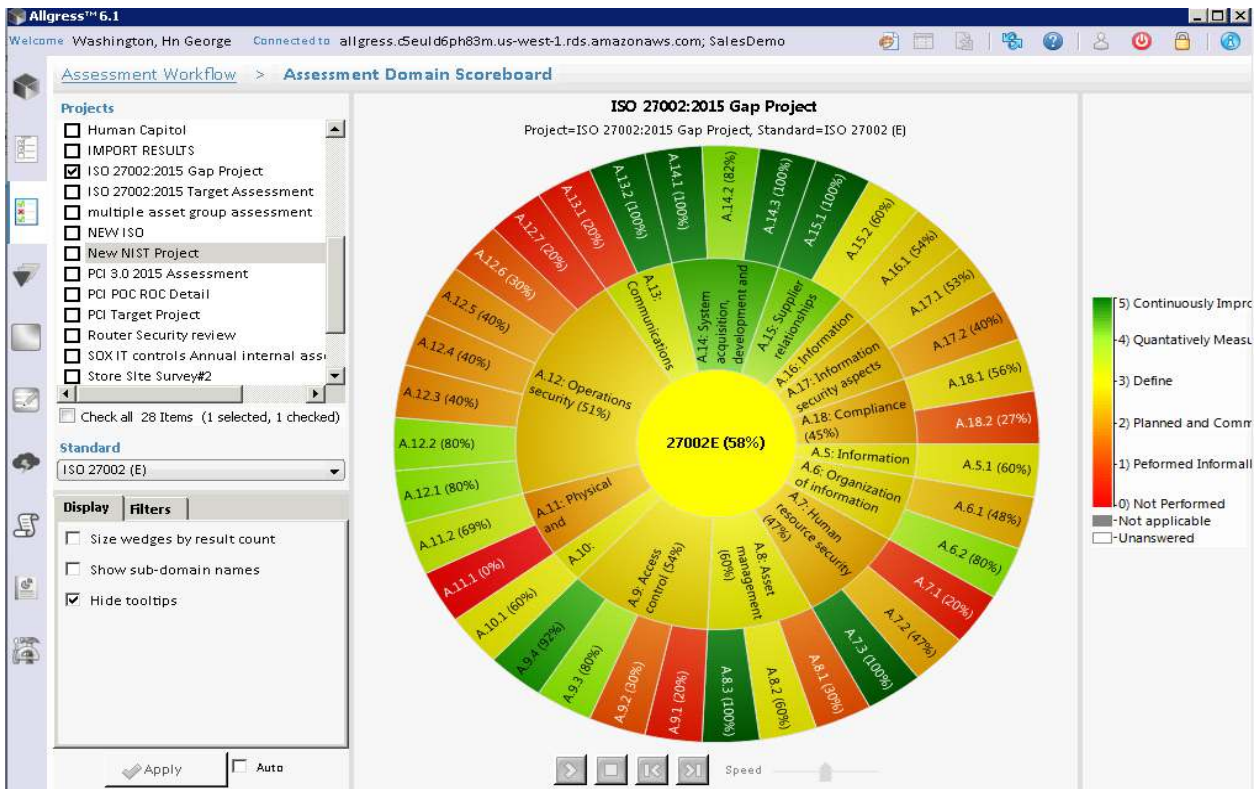 Allgress™ 6.1
Welcome Washington, Hn George Connected to allgress.c5euld6ph83m.us-west-1.rds.amazonaws.com; SalesDemo
Assessment Workflow > Assessment Domain Scoreboard
Projects
Human Capitol
IMPORT RESULTS
ISO 27002:2015 Gap Project
ISO 27002:2015 Target Assessment
multiple asset group assessment
NEW ISO
New NIST Project
PCI 3.0 2015 Assessment
PCI POC ROC Detail
PCI Target Project
Router Security review
SOX IT controls Annual internal ass
Store Site Survey#2
Check all 28 Items (1 selected, 1 checked)
Standard
ISO 27002 (E)
Display Filters
Size wedges by result count
Show sub-domain names
Hide tooltips
Apply Auto
ISO 27002:2015 Gap Project
Project=ISO 27002:2015 Gap Project, Standard=ISO 27002 (E)
27002E (58%)
A.14: System
acquisition,
development and
A.15: Supplier
relationships
A.16: Information
A.17: Information
security aspects
A.18: Compliance
(45%)
A.5: Information
A.6: Organization
of information
A.7: Human
resource security
(47%)
A.8: Asset
management
(60%)
A.9: Access
control (54%)
A.10:
A.11: Physical
and
A.12: Operations
security (51%)
A.13:
Communications
A.14.2 (82%)
A.14.3 (100%)
A.15.1 (100%)
A.15.2 (60%)
A.16.1 (54%)
A.17.1 (53%)
A.17.2 (40%)
A.18.1 (56%)
A.18.2 (27%)
A.5.1 (60%)
A.6.1 (48%)
A.6.2 (80%)
A.7.1 (20%)
A.7.2 (47%)
A.7.3 (100%)
A.8.1 (30%)
A.8.2 (60%)
A.8.3 (100%)
A.9.1 (20%)
A.9.2 (30%)
A.9.3 (80%)
A.9.4 (92%)
A.10.1 (60%)
A.11.1 (0%)
A.11.2 (69%)
A.12.1 (80%)
A.12.2 (80%)
A.12.3 (40%)
A.12.4 (40%)
A.12.5 (40%)
A.12.6 (30%)
A.12.7 (20%)
A.13.1 (20%)
A.13.2 (100%)
A.14.1 (100%)
Speed
5) Continuously Impro
4) Quantatively Measu
3) Define
2) Planned and Comm
1) Peformed Informall
0) Not Performed
-Not applicable
-Unanswered